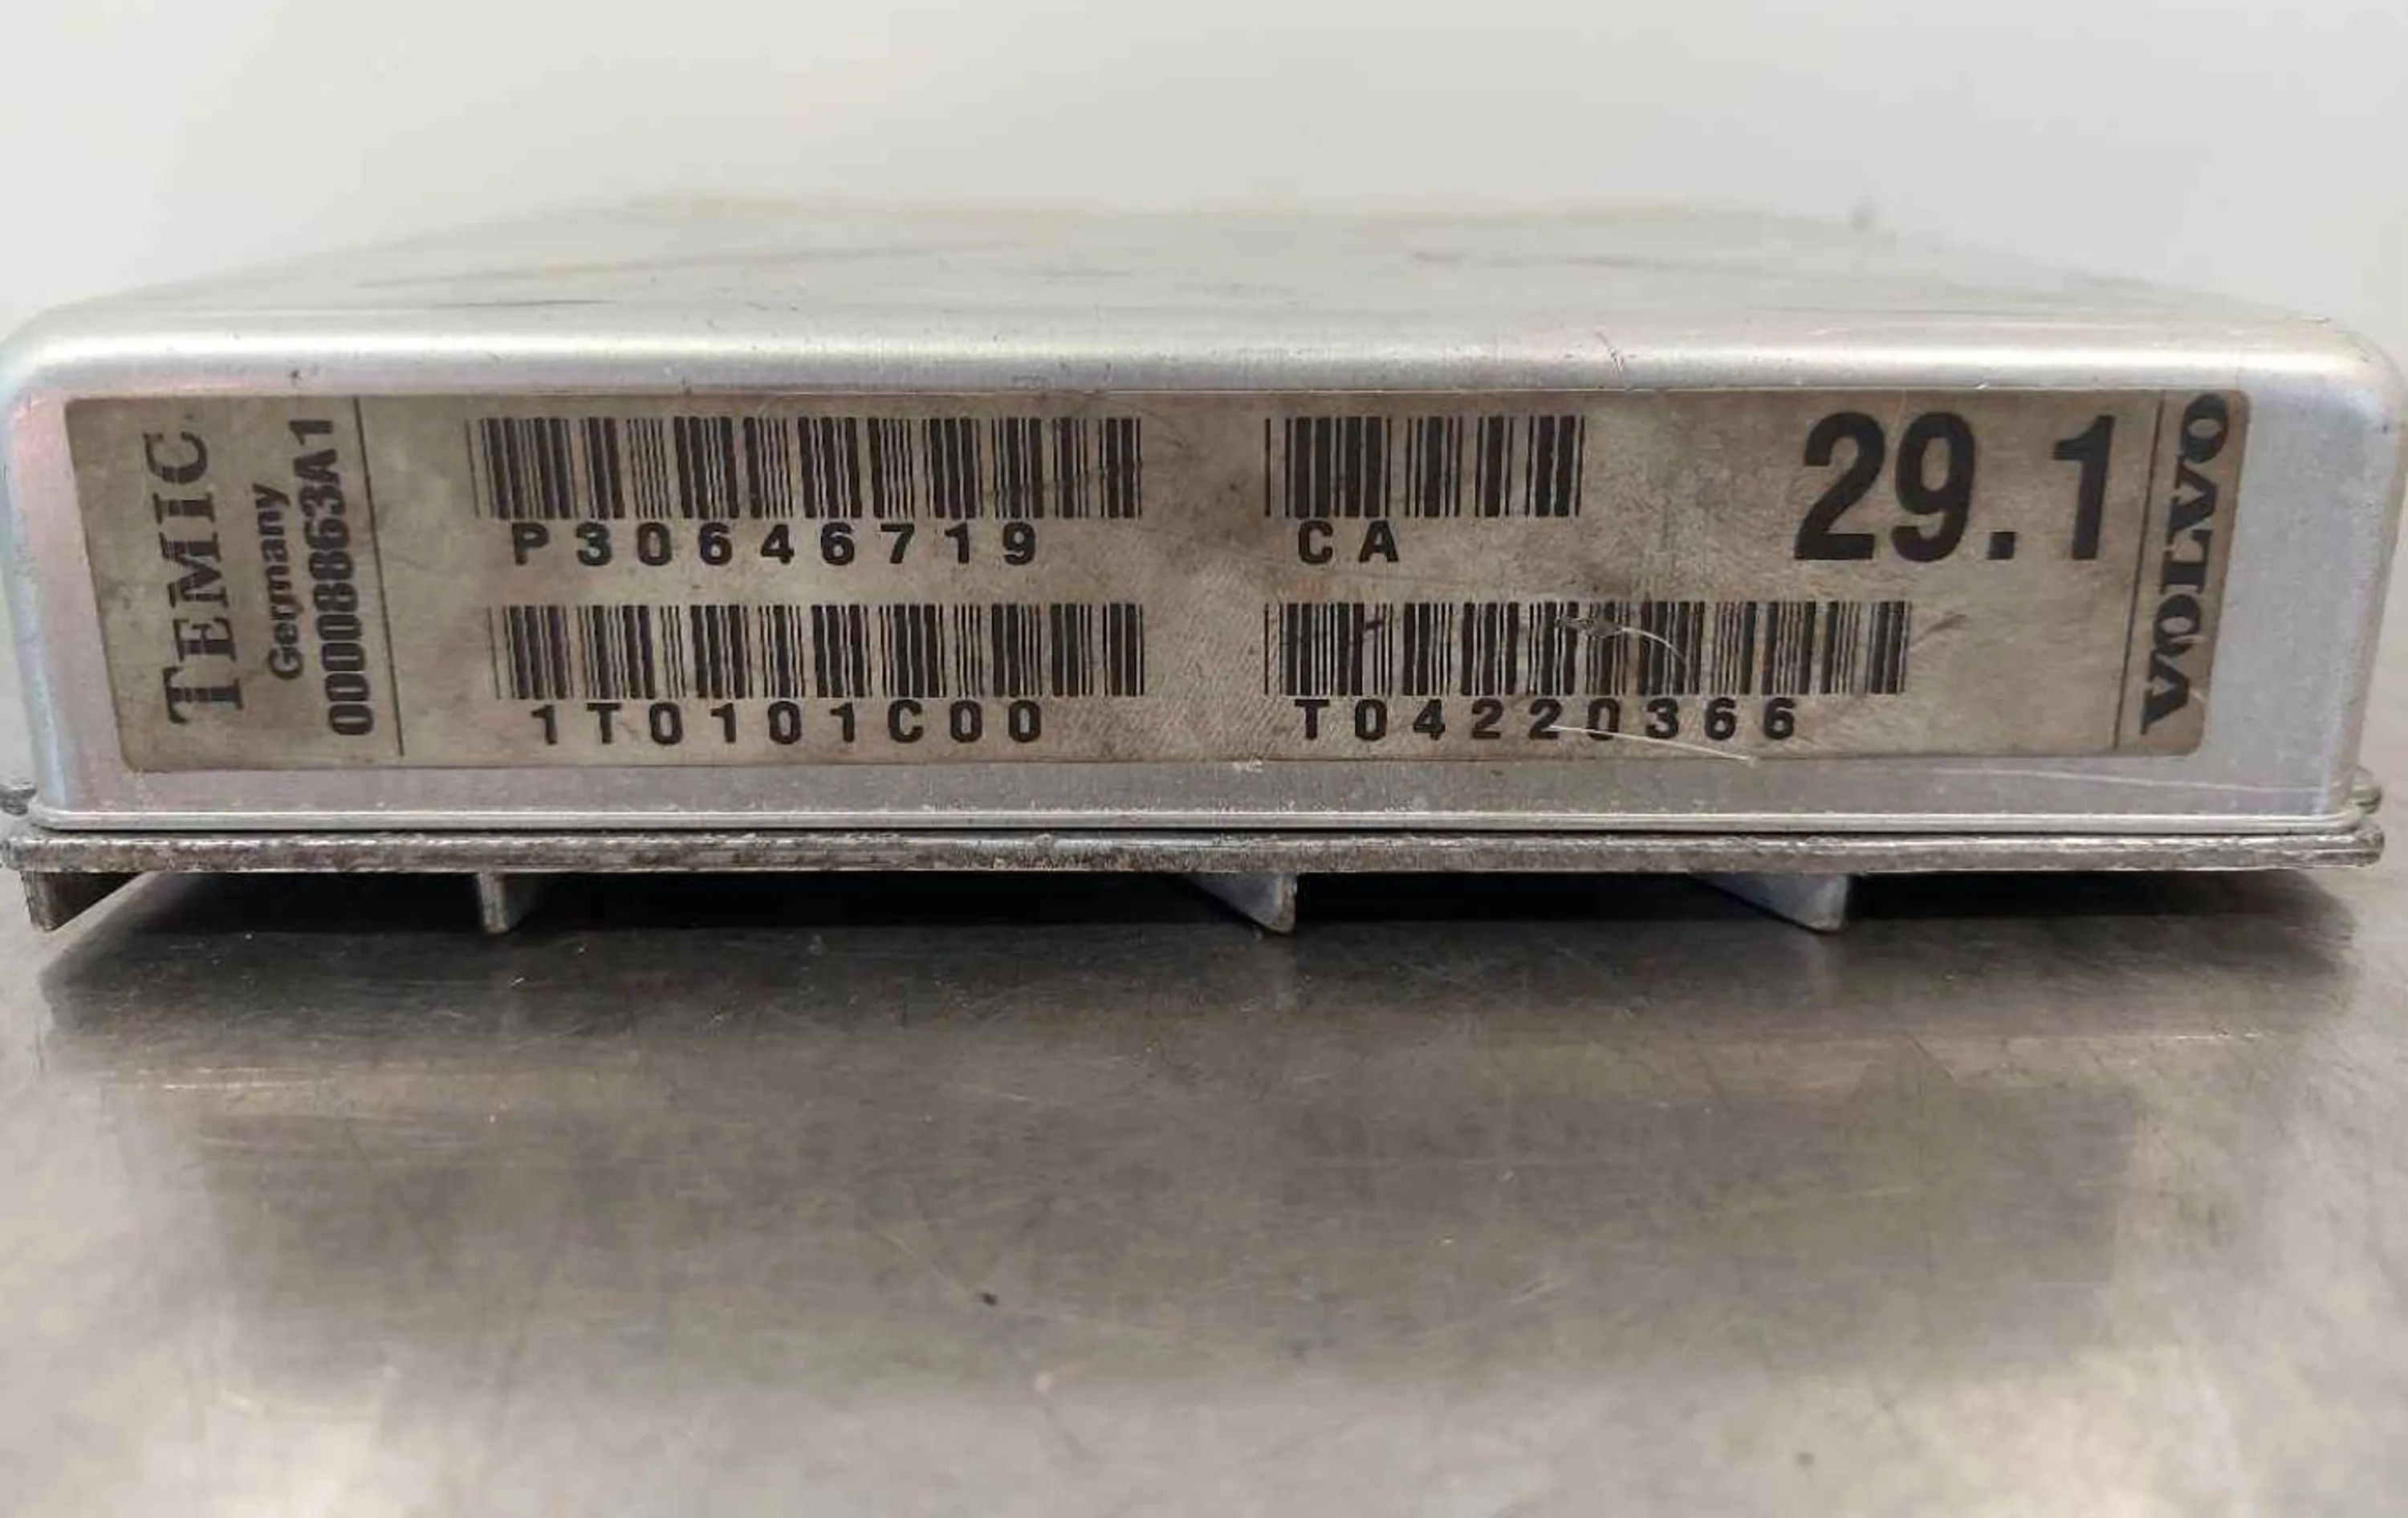 TEMIC
Germany
00008863A1
P30646719
CA
29.1
1T0101C00
T04220366
VOLVO